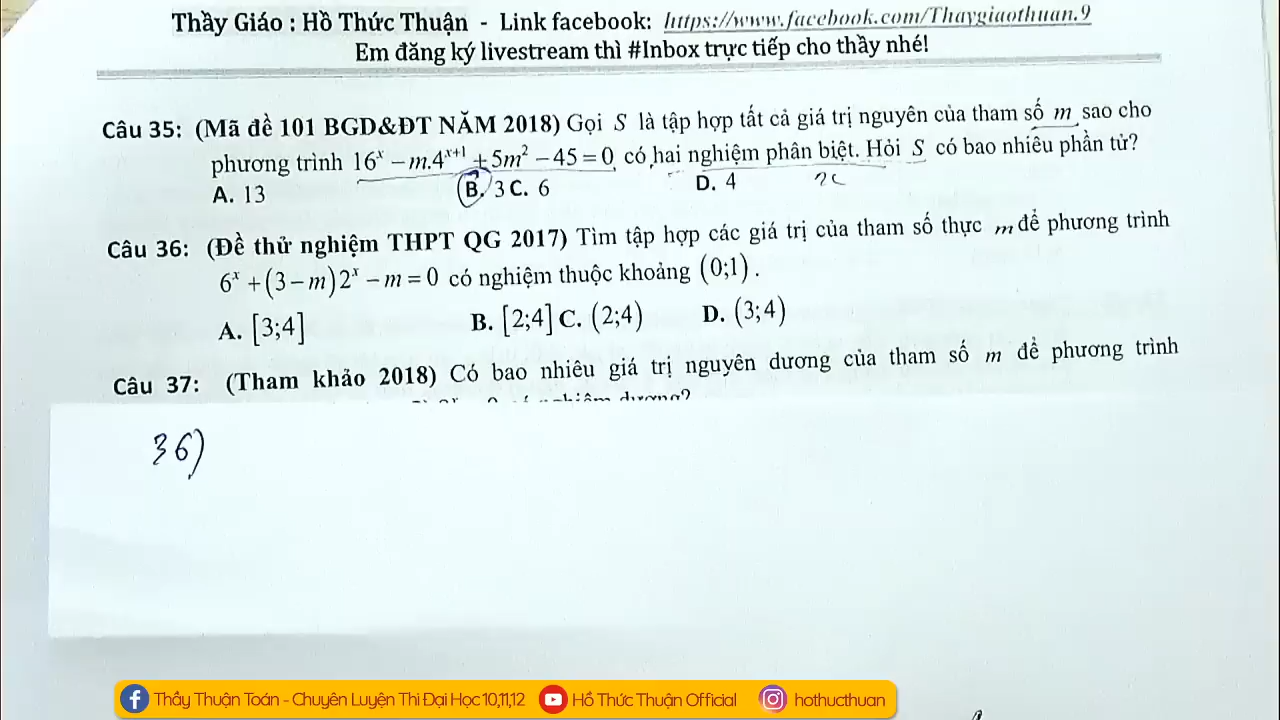 Thầy Giáo : Hồ Thức Thuận - Link facebook: https://www.facebook.com/Thaygiaothuan.9
Em đăng ký livestream thì #Inbox trực tiếp cho thầy nhé!
Câu 35: (Mã đề 101 BGD&ĐT NĂM 2018) Gọi S là tập hợp tất cả giá trị nguyên của tham số m sao cho
phương trình 16^x − m.4^{x+1} + 5m² − 45 = 0 có hai nghiệm phân biệt. Hỏi S có bao nhiêu phần tử?
A. 13 B. 3 C. 6 D. 4
Câu 36: (Đề thử nghiệm THPT QG 2017) Tìm tập hợp các giá trị của tham số thực m để phương trình
6^x + (3 − m)2^x − m = 0 có nghiệm thuộc khoảng (0;1).
A. [3;4] B. [2;4] C. (2;4) D. (3;4)
Câu 37: (Tham khảo 2018) Có bao nhiêu giá trị nguyên dương của tham số m để phương trình
nghiệm dương?
36)
Thầy Thuận Toán - Chuyên Luyện Thi Đại Học 10,11,12 Hồ Thức Thuận Official hothucthuan